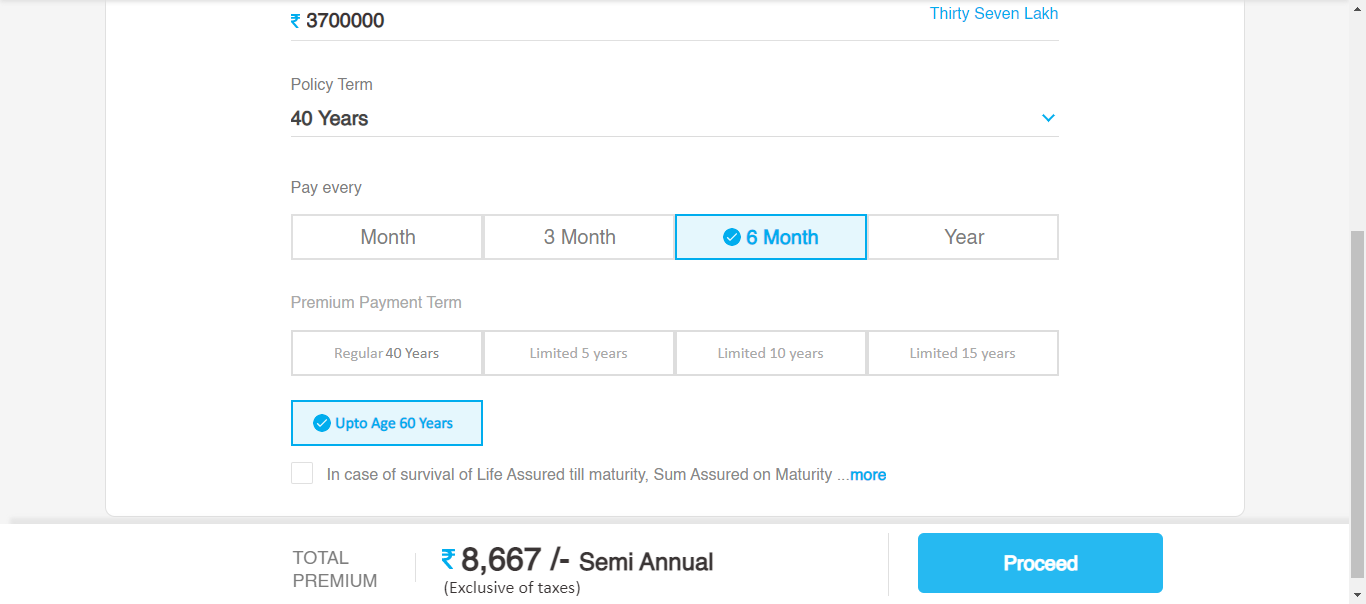 ₹ 3700000 Thirty Seven Lakh
Policy Term
40 Years
Pay every
Month 3 Month 6 Month Year
Premium Payment Term
Regular 40 Years Limited 5 years Limited 10 years Limited 15 years
Upto Age 60 Years
In case of survival of Life Assured till maturity, Sum Assured on Maturity ...more
TOTAL
PREMIUM
₹ 8,667 /- Semi Annual
(Exclusive of taxes)
Proceed